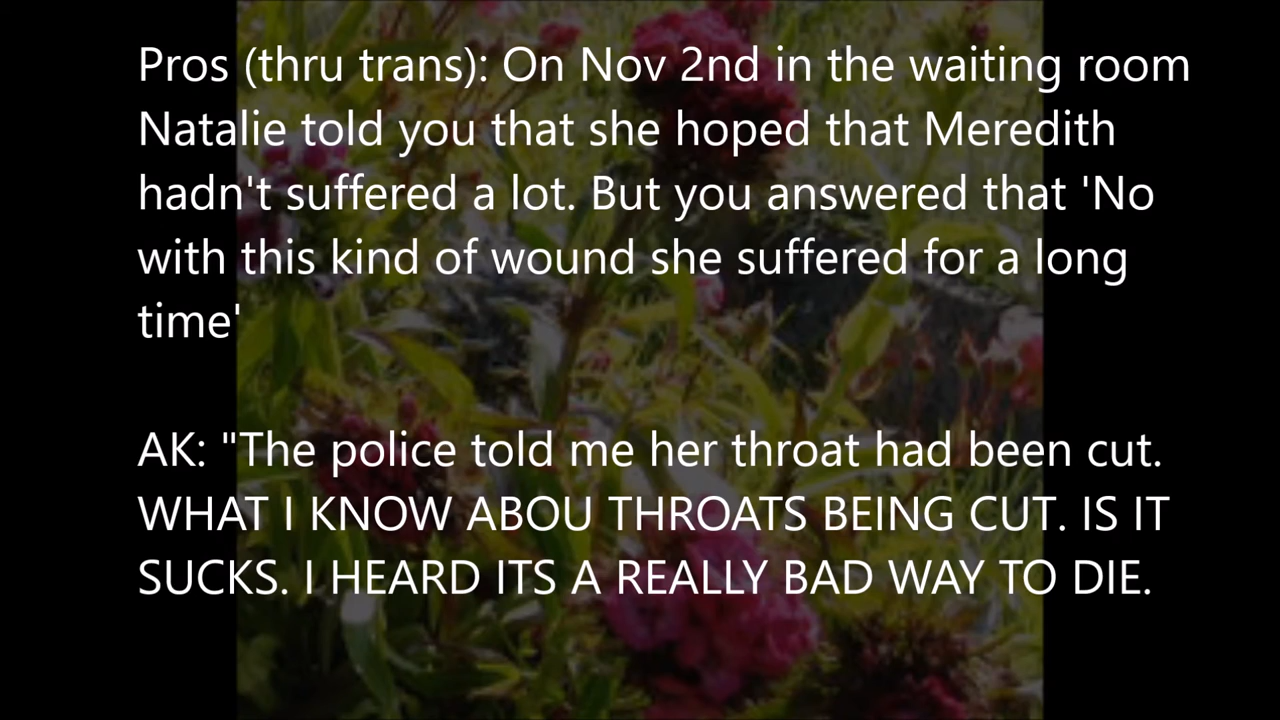 Pros (thru trans): On Nov 2nd in the waiting room
Natalie told you that she hoped that Meredith
hadn't suffered a lot. But you answered that 'No
with this kind of wound she suffered for a long
time'
AK: "The police told me her throat had been cut.
WHAT I KNOW ABOU THROATS BEING CUT. IS IT
SUCKS. I HEARD ITS A REALLY BAD WAY TO DIE.